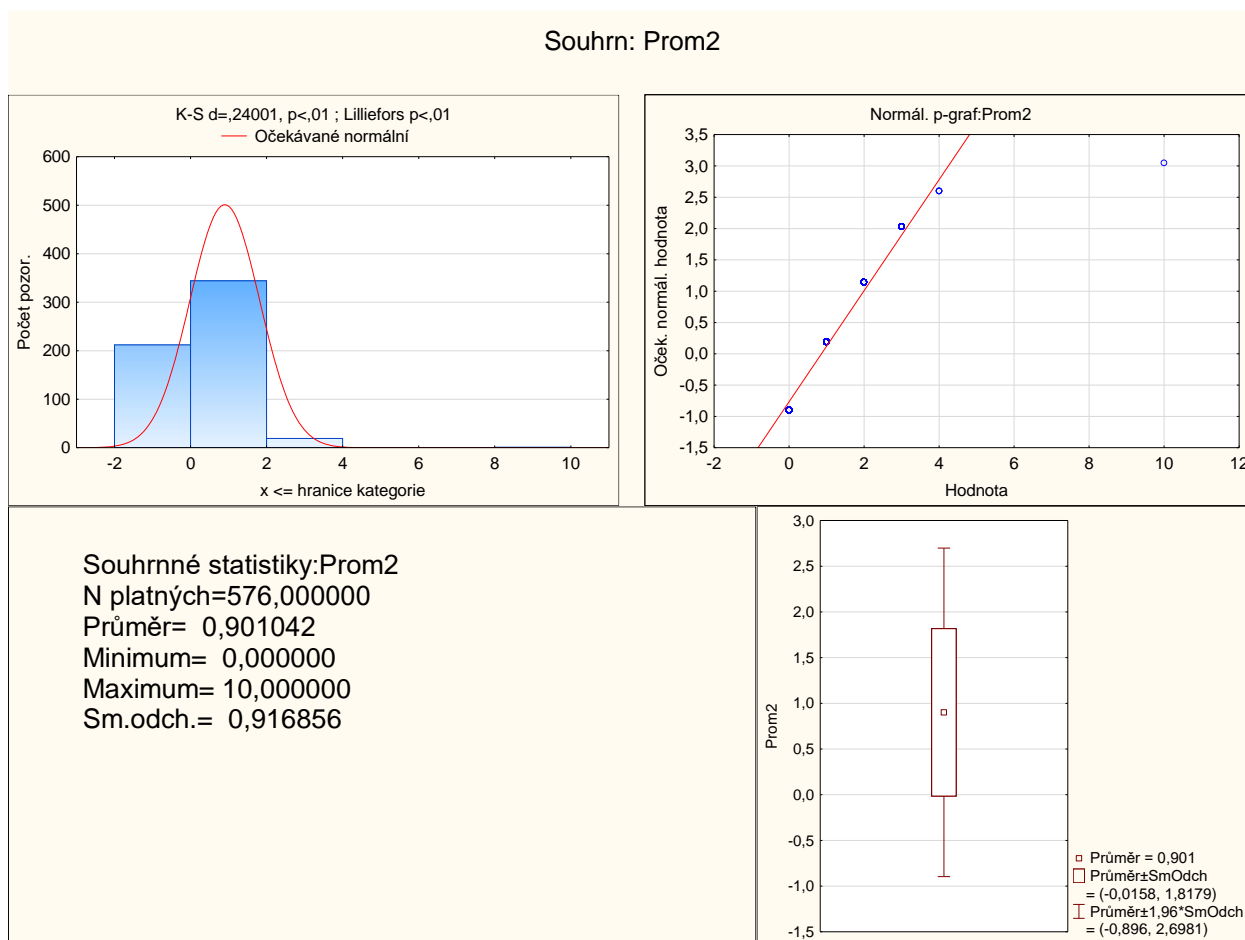 Souhrn: Prom2
K-S d=,24001, p<,01 ; Lilliefors p<,01
Očekávané normální
600
500
400
300
200
100
0
Počet pozor.
-2 0 2 4 6 8 10
x <= hranice kategorie
Normál. p-graf:Prom2
3,5
3,0
2,5
2,0
1,5
1,0
0,5
0,0
-0,5
-1,0
-1,5
Oček. normál. hodnota
-2 0 2 4 6 8 10 12
Hodnota
Souhrnné statistiky:Prom2
N platných=576,000000
Průměr= 0,901042
Minimum= 0,000000
Maximum= 10,000000
Sm.odch.= 0,916856
3,0
2,5
2,0
1,5
1,0
0,5
0,0
-0,5
-1,0
-1,5
Prom2
Průměr = 0,901
Průměr±SmOdch
= (-0,0158, 1,8179)
Průměr±1,96*SmOdch
= (-0,896, 2,6981)